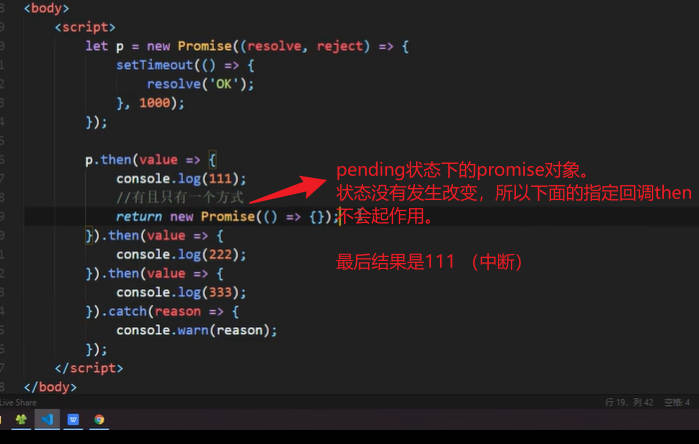 <body>
<script>
let p = new Promise((resolve, reject) => {
setTimeout(() => {
resolve('OK');
}, 1000);
});
p.then(value => {
console.log(111);
//有且只有一个方式
return new Promise(() => {});
}).then(value => {
console.log(222);
}).then(value => {
console.log(333);
}).catch(reason => {
console.warn(reason);
});
</script>
</body>
pending状态下的promise对象。
状态没有发生改变，所以下面的指定回调then
不会起作用。
最后结果是111 （中断）
Live Share
行 19，列 42 空格: 4